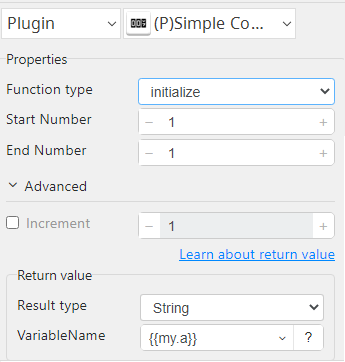 Plugin (P)Simple Co...
Properties
Function type initialize
Start Number − 1 +
End Number − 1 +
Advanced
Increment − 1 +
Learn about return value
Return value
Result type String
VariableName {{my.a}} ?